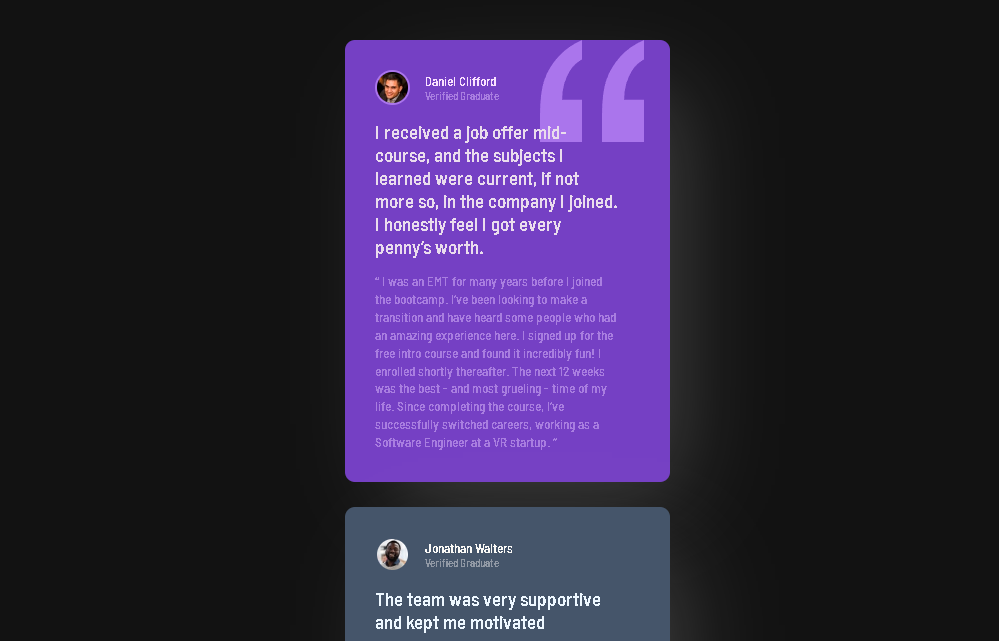 Daniel Clifford
Verified Graduate
I received a job offer mid-
course, and the subjects I
learned were current, if not
more so, in the company I joined.
I honestly feel I got every
penny’s worth.
“ I was an EMT for many years before I joined
the bootcamp. I’ve been looking to make a
transition and have heard some people who had
an amazing experience here. I signed up for the
free intro course and found it incredibly fun! I
enrolled shortly thereafter. The next 12 weeks
was the best - and most grueling - time of my
life. Since completing the course, I’ve
successfully switched careers, working as a
Software Engineer at a VR startup. ”
Jonathan Walters
Verified Graduate
The team was very supportive
and kept me motivated